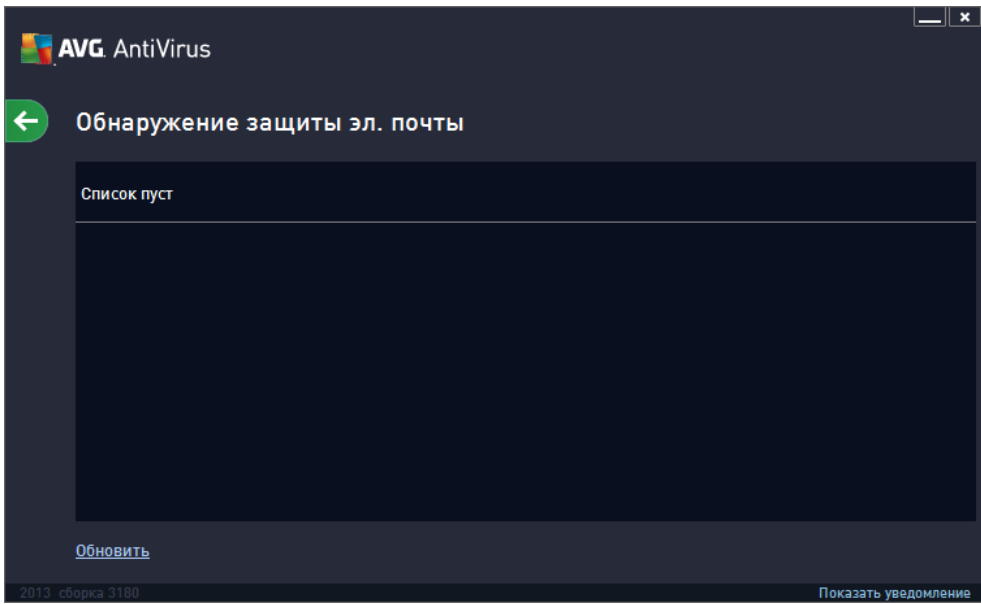 AVG. AntiVirus
Обнаружение защиты эл. почты
Список пуст
Обновить
2013 сборка 3180
Показать уведомление